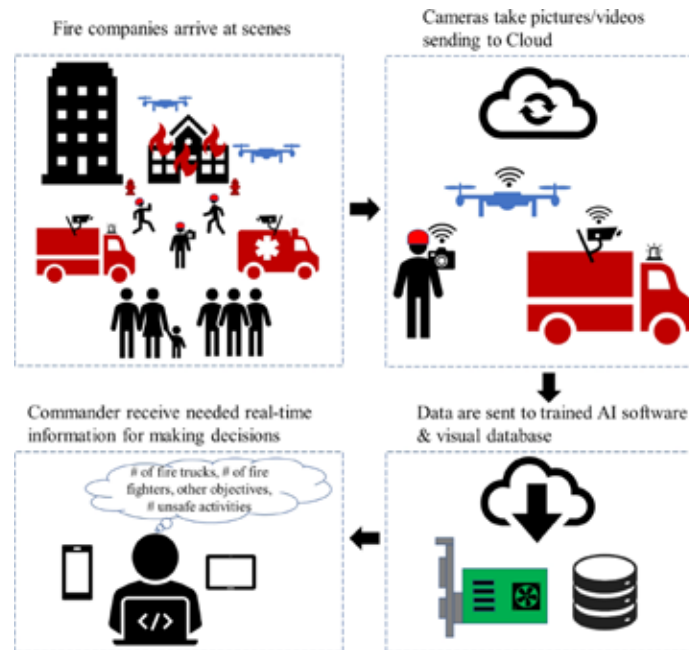 Fire companies arrive at scenes
Cameras take pictures/videos
sending to Cloud
Commander receive needed real-time
information for making decisions
# of fire trucks, # of fire
fighters, other objectives,
# unsafe activities
</>
Data are sent to trained AI software
& visual database